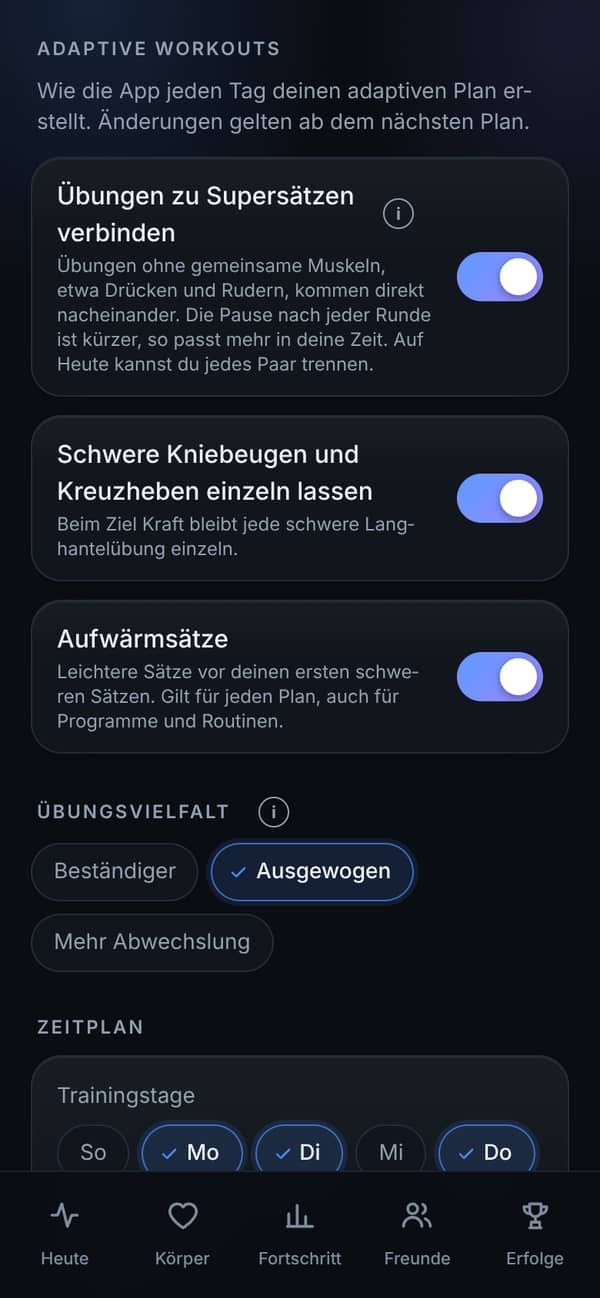 ADAPTIVE WORKOUTS
Wie die App jeden Tag deinen adaptiven Plan er-
stellt. Änderungen gelten ab dem nächsten Plan.
Übungen zu Supersätzen
verbinden
i
Übungen ohne gemeinsame Muskeln,
etwa Drücken und Rudern, kommen direkt
nacheinander. Die Pause nach jeder Runde
ist kürzer, so passt mehr in deine Zeit. Auf
Heute kannst du jedes Paar trennen.
Schwere Kniebeugen und
Kreuzheben einzeln lassen
Beim Ziel Kraft bleibt jede schwere Lang-
hantelübung einzeln.
Aufwärmsätze
Leichtere Sätze vor deinen ersten schwe-
ren Sätzen. Gilt für jeden Plan, auch für
Programme und Routinen.
ÜBUNGSVIELFALT i
Beständiger Ausgewogen
Mehr Abwechslung
ZEITPLAN
Trainingstage
So Mo Di Mi Do
Heute Körper Fortschritt Freunde Erfolge